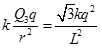 k Q₃q / r² = √3kq² / L²